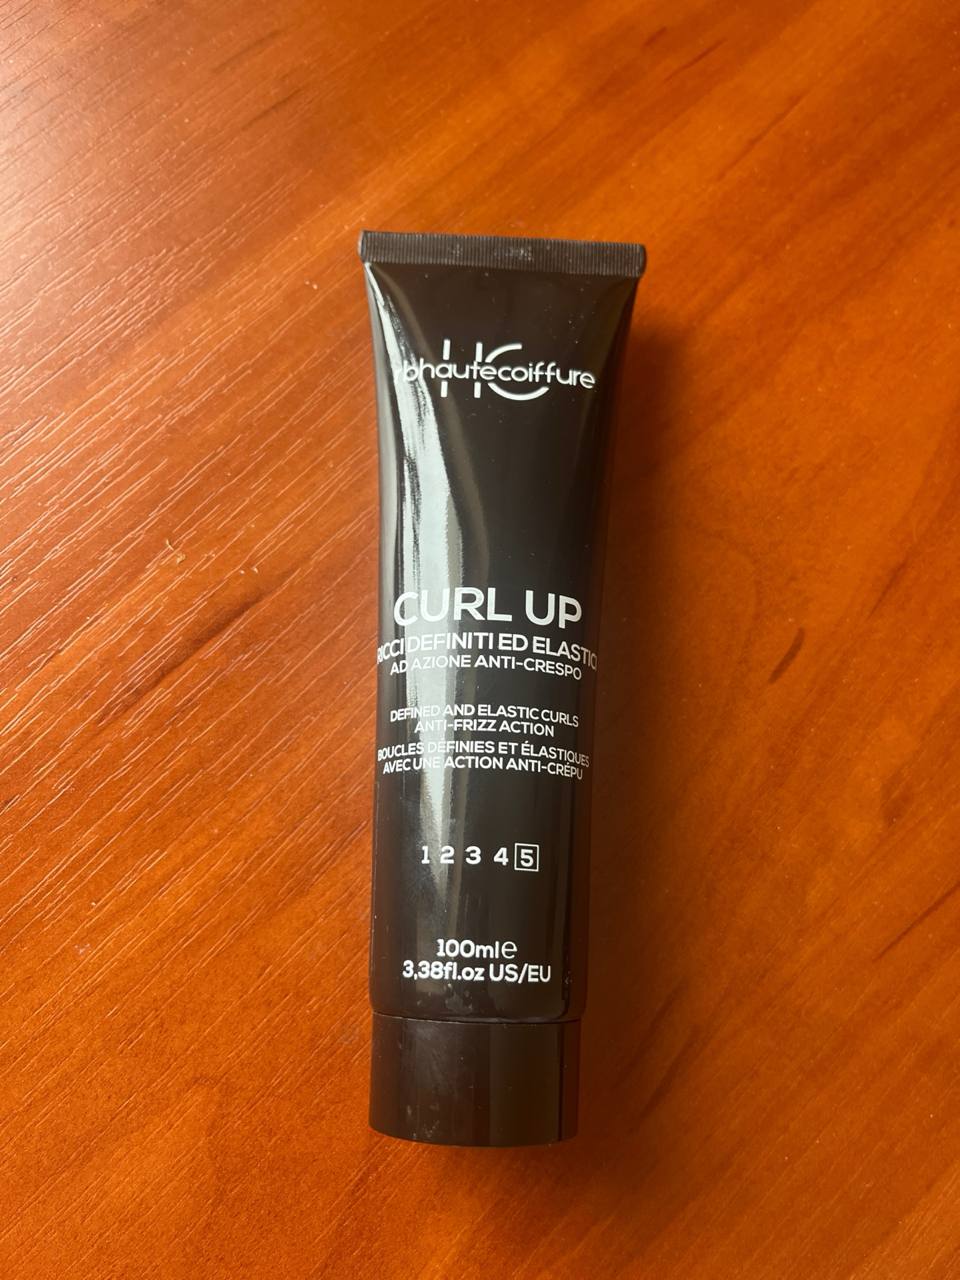 HC
rbhautecoiffure
CURL UP
RICCI DEFINITI ED ELASTICI
AD AZIONE ANTI-CRESPO
DEFINED AND ELASTIC CURLS
ANTI-FRIZZ ACTION
BOUCLES DÉFINIES ET ÉLASTIQUES
AVEC UNE ACTION ANTI-CRÉPU
1 2 3 4 5
100ml℮
3,38fl.oz US/EU